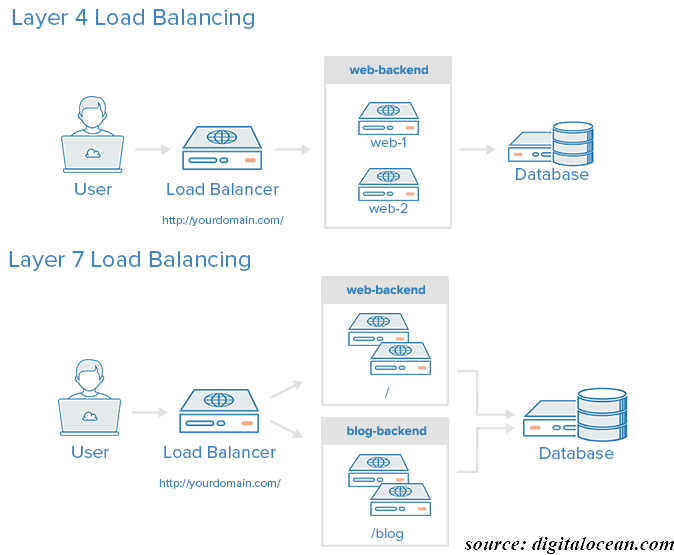 Layer 4 Load Balancing
web-backend
web-1
web-2
User
Load Balancer
Database
http://yourdomain.com/
Layer 7 Load Balancing
web-backend
/
blog-backend
/blog
User
Load Balancer
Database
http://yourdomain.com/
source: digitalocean.com